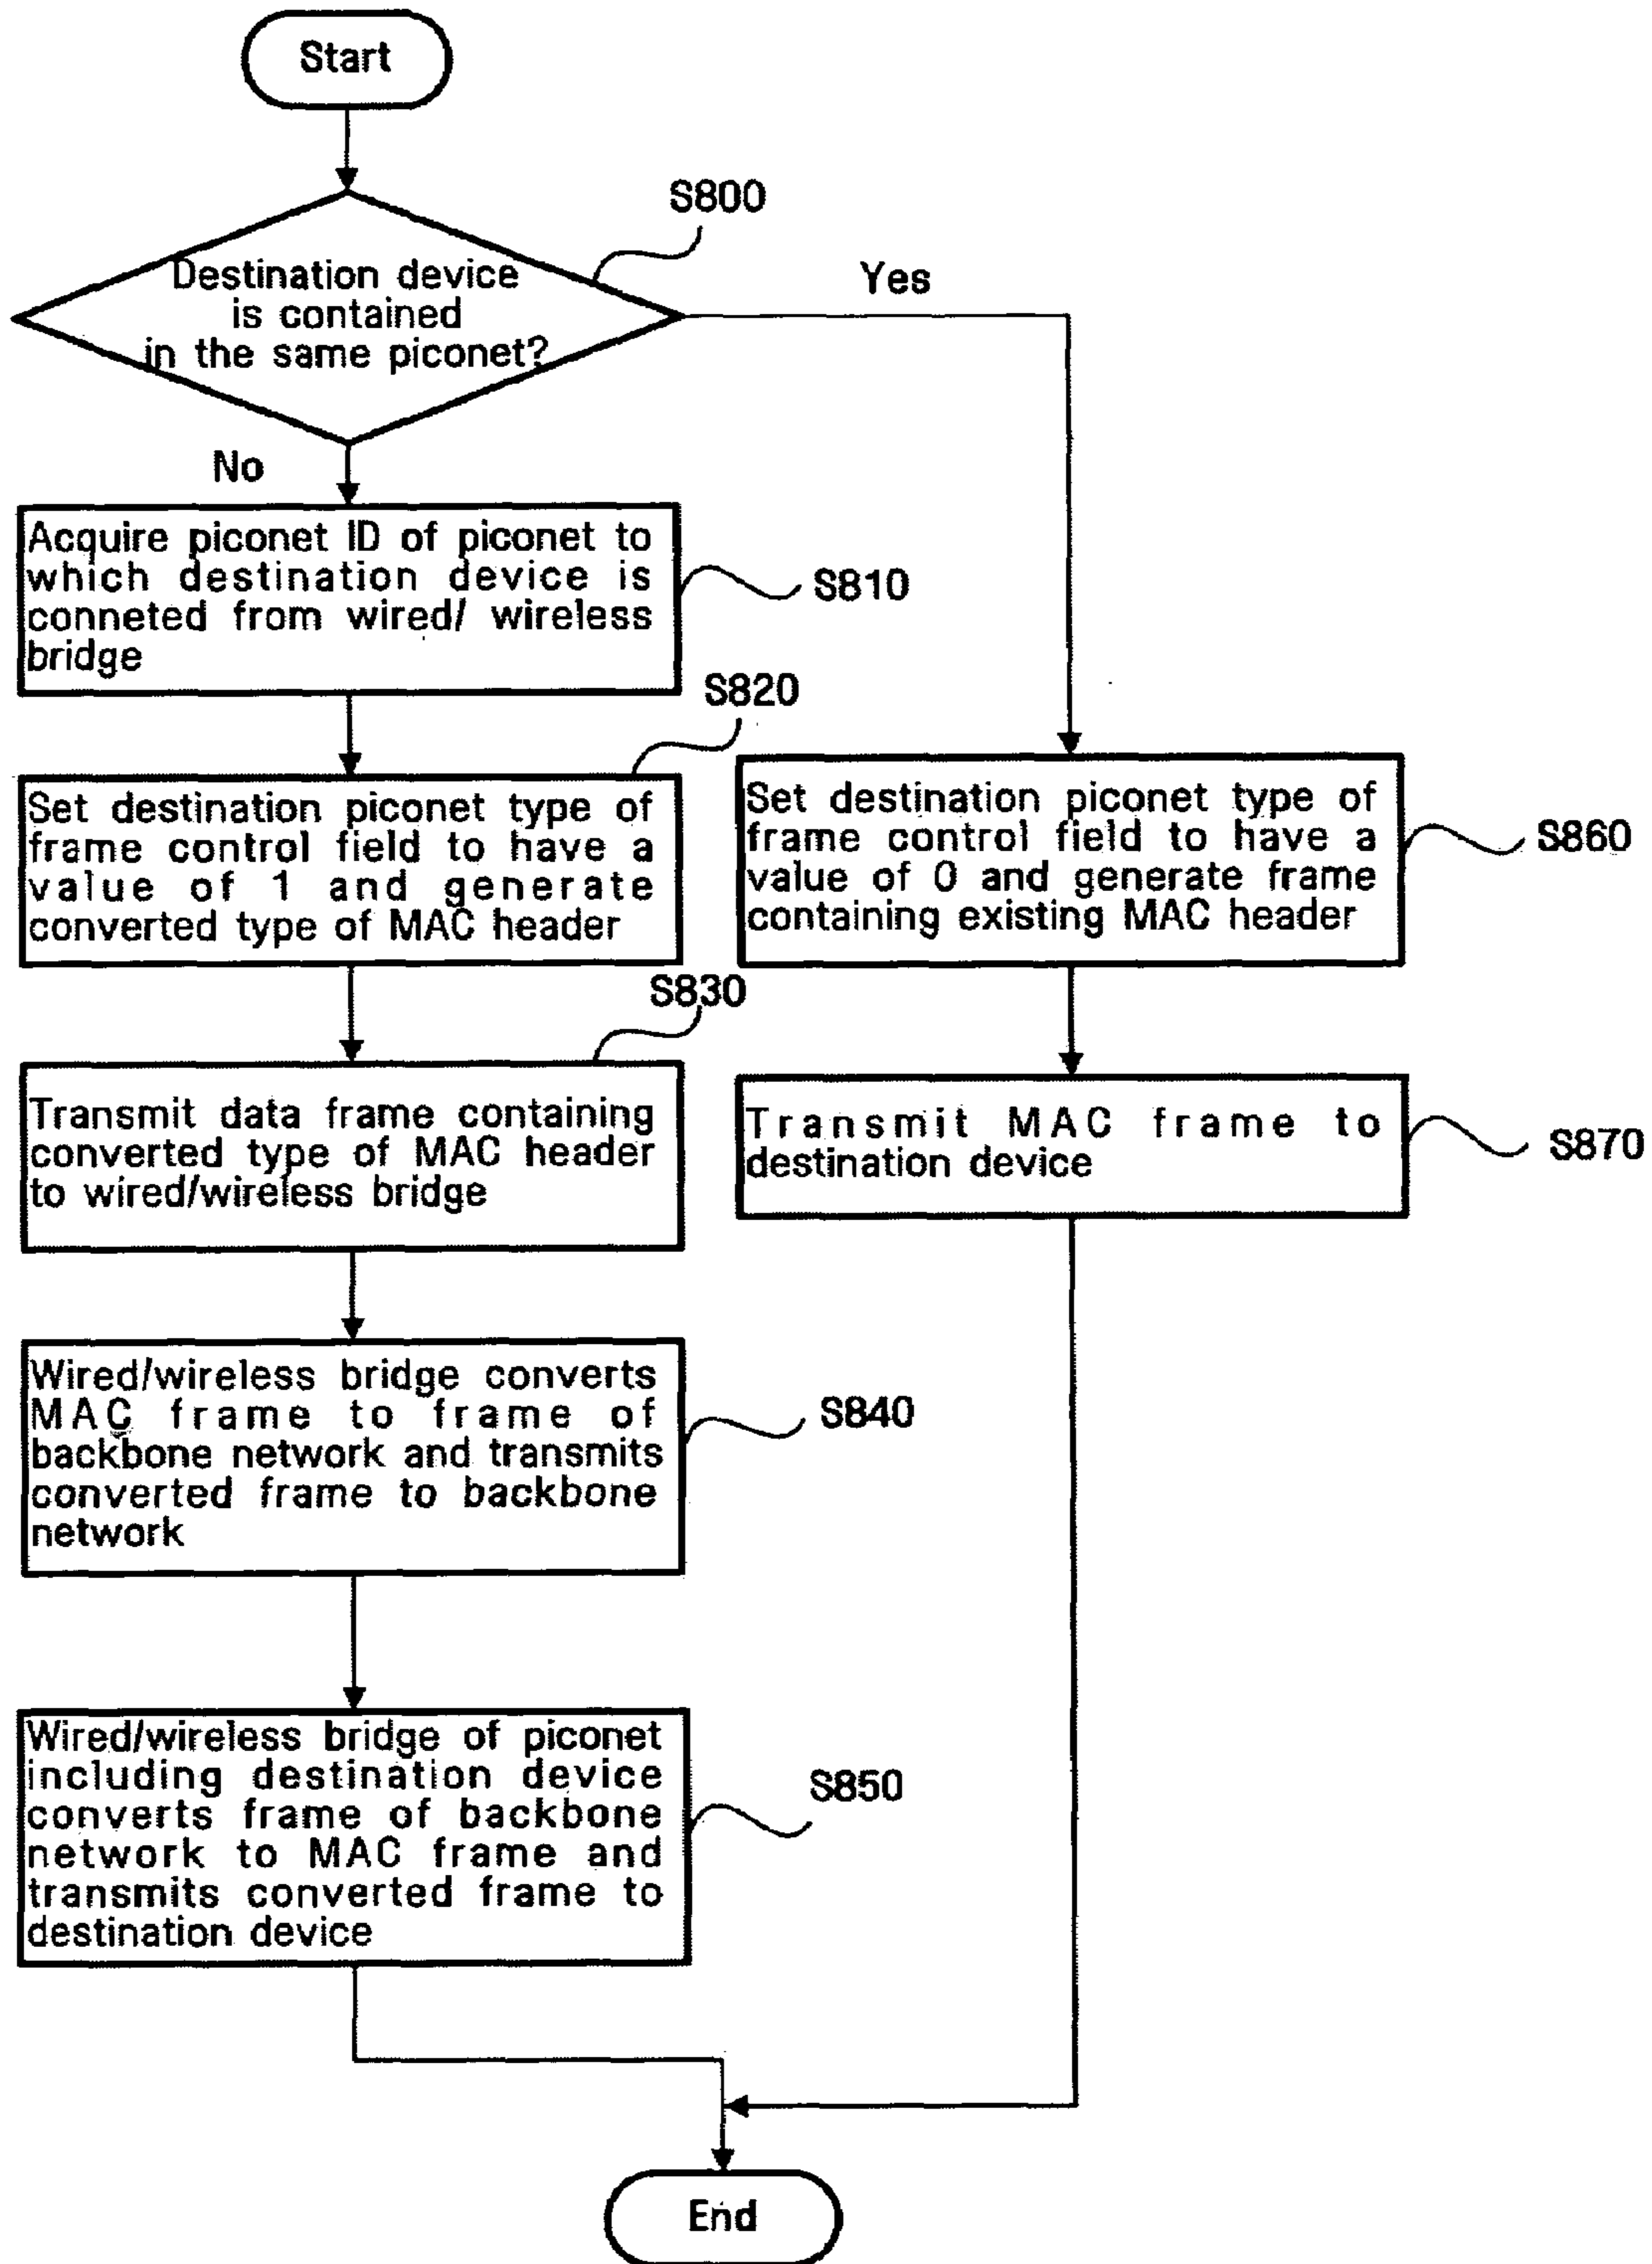 Start
S800
Destination device
is contained
in the same piconet?
Yes
No
Acquire piconet ID of piconet to
which destination device is
conneted from wired/ wireless
bridge
S810
S820
Set destination piconet type of
frame control field to have a
value of 1 and generate
converted type of MAC header
Set destination piconet type of
frame control field to have a
value of 0 and generate frame
containing existing MAC header
S860
S830
Transmit data frame containing
converted type of MAC header
to wired/wireless bridge
Transmit MAC frame to
destination device
S870
Wired/wireless bridge converts
MAC frame to frame of
backbone network and transmits
converted frame to backbone
network
S840
Wired/wireless bridge of piconet
including destination device
converts frame of backbone
network to MAC frame and
transmits converted frame to
destination device
S850
End